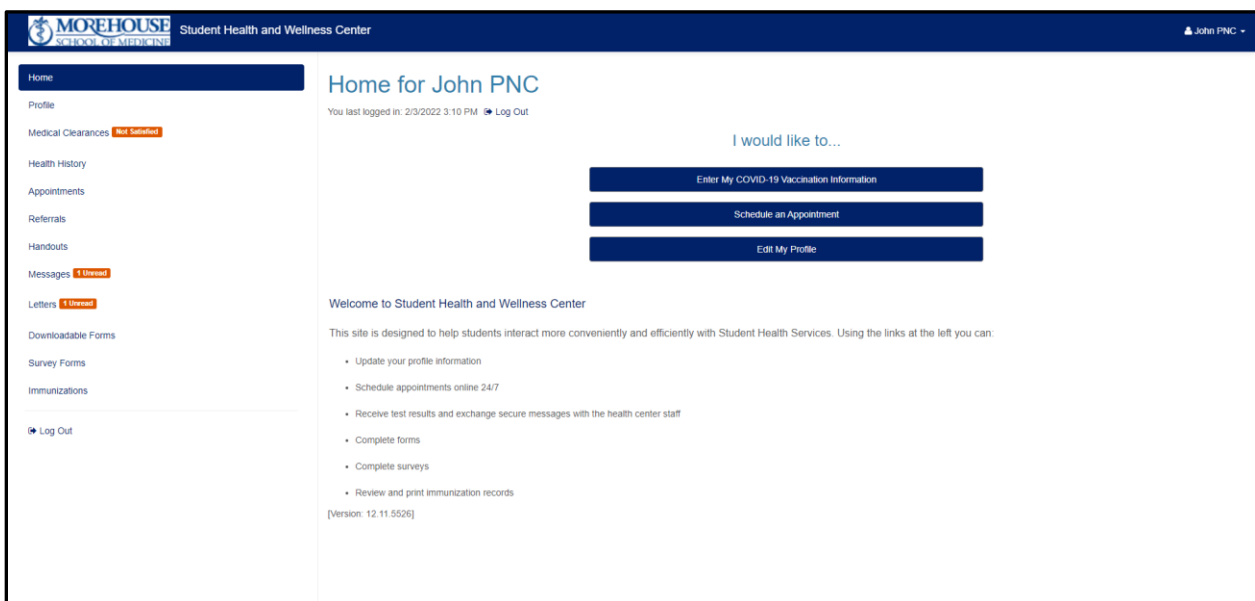 MOREHOUSE
SCHOOL OF MEDICINE
Student Health and Wellness Center
John PNC
Home
Profile
Medical Clearances Not Satisfied
Health History
Appointments
Referrals
Handouts
Messages 1 Unread
Letters 1 Unread
Downloadable Forms
Survey Forms
Immunizations
Log Out
Home for John PNC
You last logged in: 2/3/2022 3:10 PM Log Out
I would like to...
Enter My COVID-19 Vaccination Information
Schedule an Appointment
Edit My Profile
Welcome to Student Health and Wellness Center
This site is designed to help students interact more conveniently and efficiently with Student Health Services. Using the links at the left you can:
• Update your profile information
• Schedule appointments online 24/7
• Receive test results and exchange secure messages with the health center staff
• Complete forms
• Complete surveys
• Review and print immunization records
[Version: 12.11.5526]